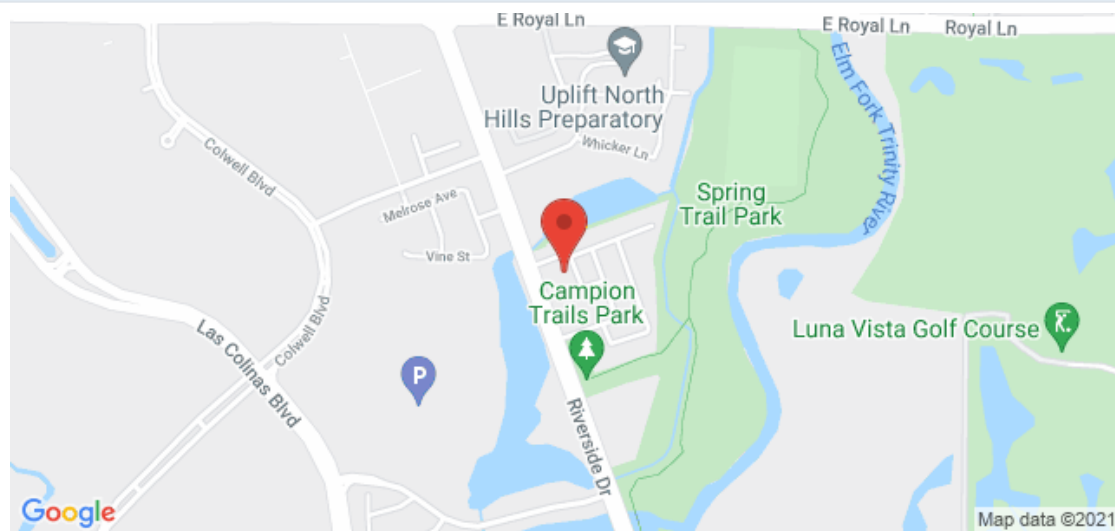 E Royal Ln
E Royal Ln
Royal Ln
Uplift North
Hills Preparatory
Whicker Ln
Elm Fork Trinity River
Colwell Blvd
Melrose Ave
Spring
Trail Park
Vine St
Campion
Trails Park
Colwell Blvd
Las Colinas Blvd
Luna Vista Golf Course
P
Riverside Dr
Google
Map data ©2021